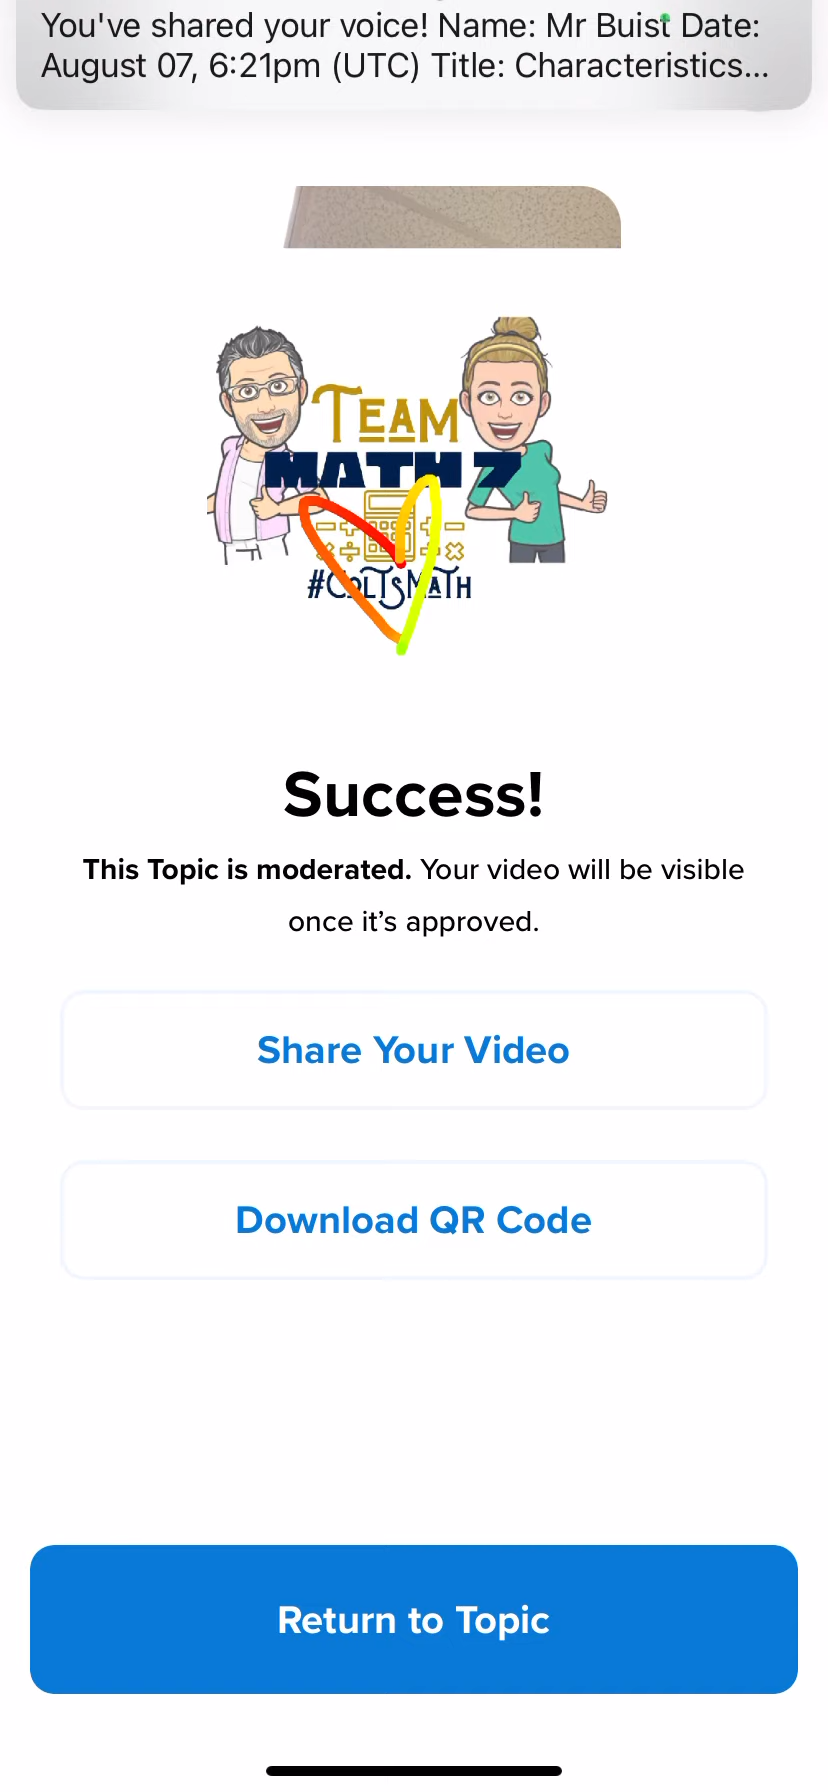 You've shared your voice! Name: Mr Buist Date:
August 07, 6:21pm (UTC) Title: Characteristics...
TEAM
MATH 7
#COLTSMATH
Success!
This Topic is moderated. Your video will be visible
once it’s approved.
Share Your Video
Download QR Code
Return to Topic